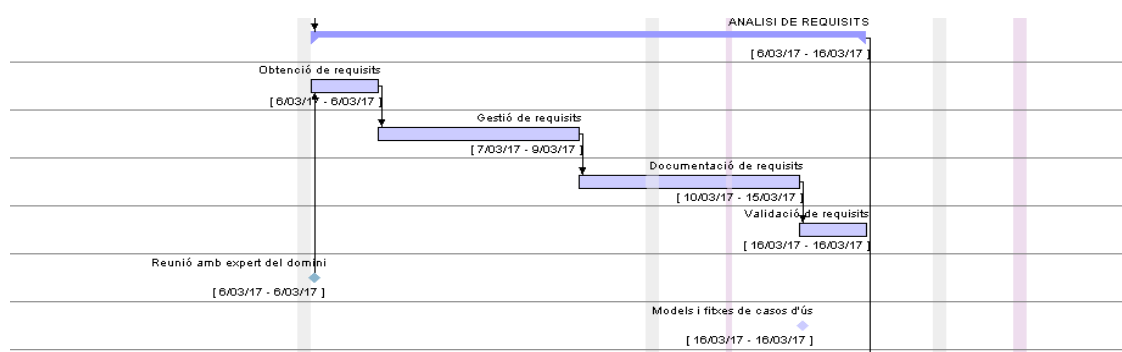 ANALISI DE REQUISITS
[ 6/03/17 - 16/03/17 ]
Obtenció de requisits
[ 6/03/17 - 6/03/17 ]
Gestió de requisits
[ 7/03/17 - 9/03/17 ]
Documentació de requisits
[ 10/03/17 - 15/03/17 ]
Validació de requisits
[ 16/03/17 - 16/03/17 ]
Reunió amb expert del domini
[ 6/03/17 - 6/03/17 ]
Models i fitxes de casos d'ús
[ 16/03/17 - 16/03/17 ]